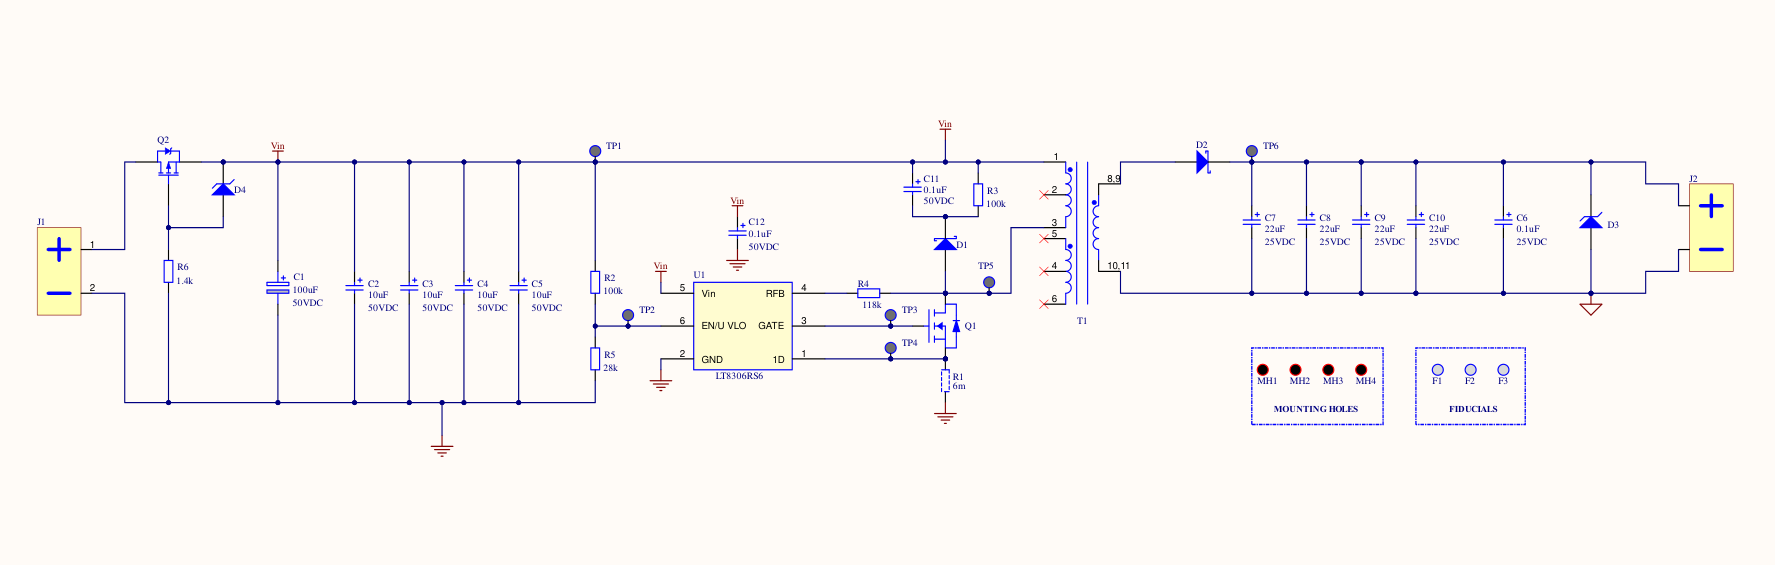 Q2
D4
R6
1.4k
J1
1
2
Vin
C1
100uF
50VDC
C2
10uF
50VDC
C3
10uF
50VDC
C4
10uF
50VDC
C5
10uF
50VDC
TP1
R2
100k
TP2
R5
28k
Vin
C12
0.1uF
50VDC
Vin
U1
5
Vin
6
EN/U VLO
2
GND
RFB
4
GATE
3
1D
1
LT8306RS6
R4
118k
TP3
TP4
Vin
C11
0.1uF
50VDC
R3
100k
D1
TP5
Q1
R1
6m
1
2
3
5
4
6
T1
8,9
10,11
D2
TP6
C7
22uF
25VDC
C8
22uF
25VDC
C9
22uF
25VDC
C10
22uF
25VDC
C6
0.1uF
25VDC
D3
J2
MH1 MH2 MH3 MH4
MOUNTING HOLES
F1 F2 F3
FIDUCIALS